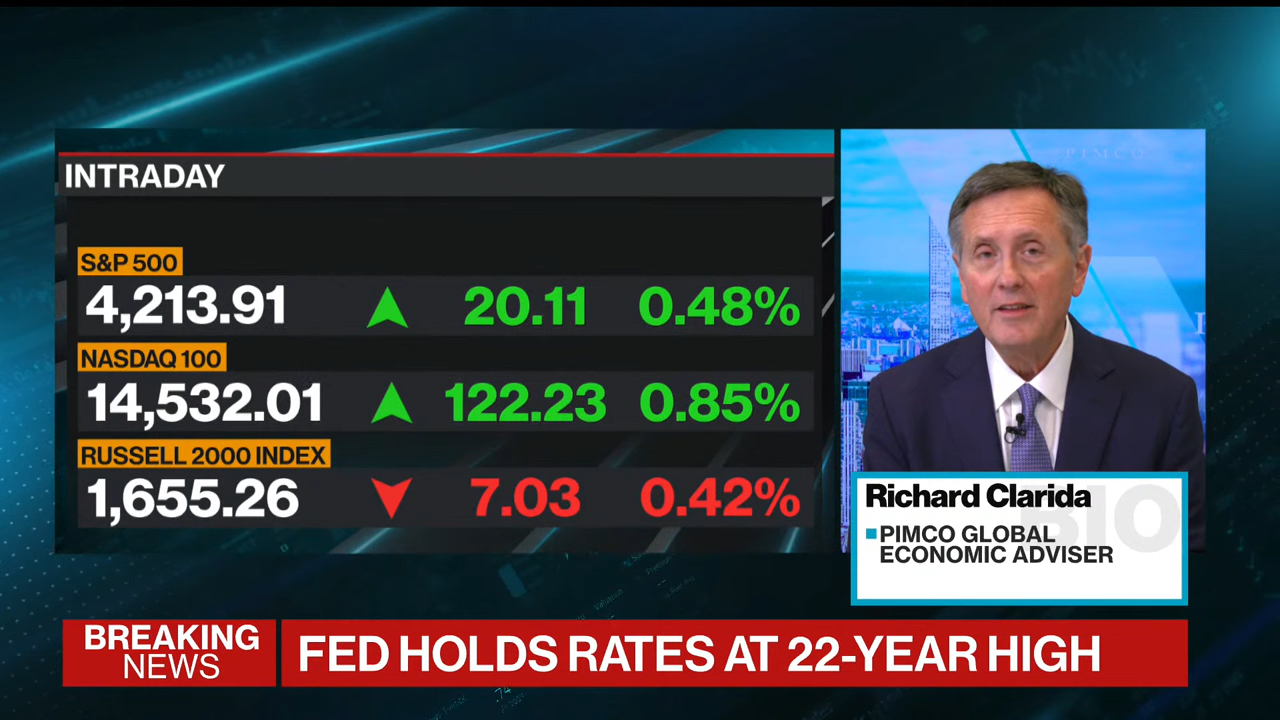 INTRADAY
S&P 500
4,213.91 20.11 0.48%
NASDAQ 100
14,532.01 122.23 0.85%
RUSSELL 2000 INDEX
1,655.26 7.03 0.42%
PIMCO
Richard Clarida
BIO
PIMCO GLOBAL
ECONOMIC ADVISER
BREAKING
NEWS
FED HOLDS RATES AT 22-YEAR HIGH